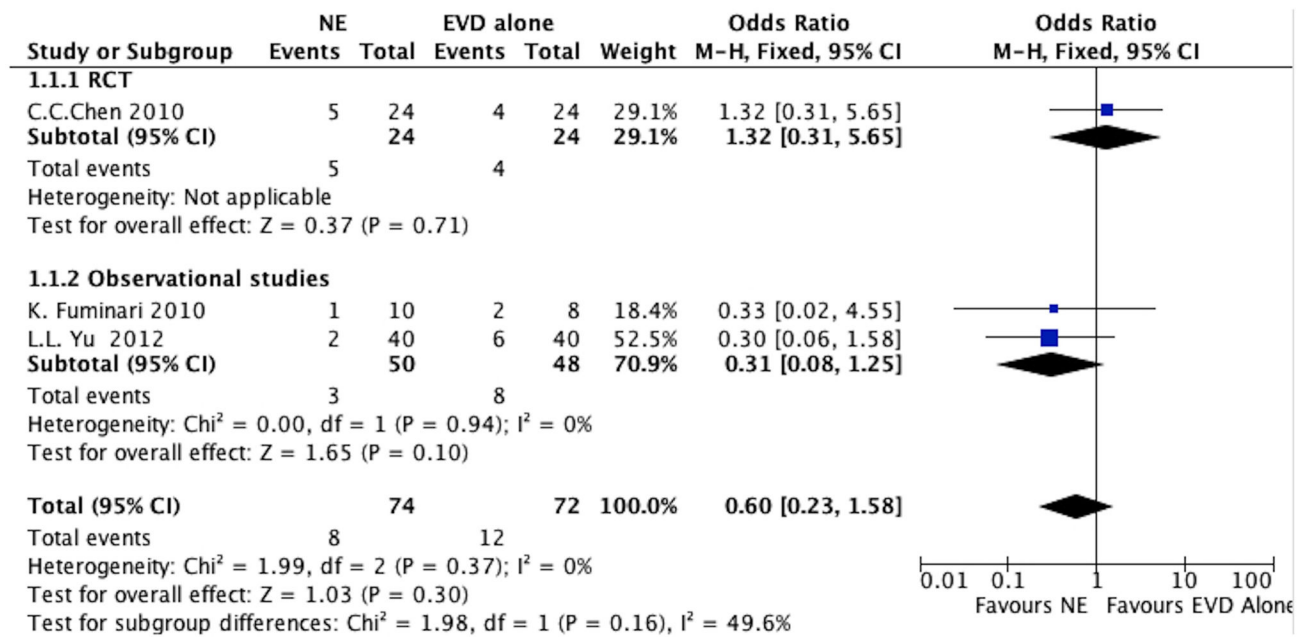 NE EVD alone Odds Ratio Odds Ratio
Study or Subgroup Events Total Events Total Weight M-H, Fixed, 95% CI M-H, Fixed, 95% CI
1.1.1 RCT
C.C.Chen 2010 5 24 4 24 29.1% 1.32 [0.31, 5.65]
Subtotal (95% CI) 24 24 29.1% 1.32 [0.31, 5.65]
Total events 5 4
Heterogeneity: Not applicable
Test for overall effect: Z = 0.37 (P = 0.71)
1.1.2 Observational studies
K. Fuminari 2010 1 10 2 8 18.4% 0.33 [0.02, 4.55]
L.L. Yu 2012 2 40 6 40 52.5% 0.30 [0.06, 1.58]
Subtotal (95% CI) 50 48 70.9% 0.31 [0.08, 1.25]
Total events 3 8
Heterogeneity: Chi² = 0.00, df = 1 (P = 0.94); I² = 0%
Test for overall effect: Z = 1.65 (P = 0.10)
Total (95% CI) 74 72 100.0% 0.60 [0.23, 1.58]
Total events 8 12
Heterogeneity: Chi² = 1.99, df = 2 (P = 0.37); I² = 0%
Test for overall effect: Z = 1.03 (P = 0.30)
Test for subgroup differences: Chi² = 1.98, df = 1 (P = 0.16), I² = 49.6%
0.01 0.1 1 10 100
Favours NE Favours EVD Alone